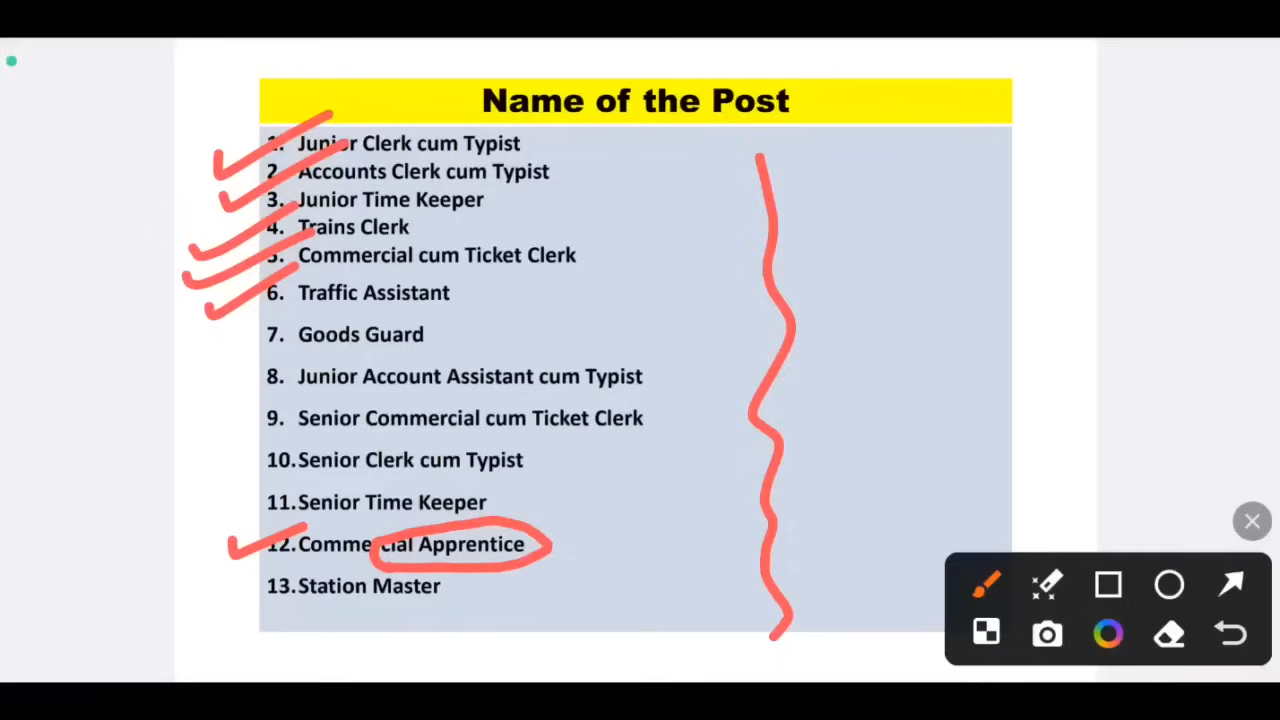 Name of the Post
1. Junior Clerk cum Typist
2. Accounts Clerk cum Typist
3. Junior Time Keeper
4. Trains Clerk
5. Commercial cum Ticket Clerk
6. Traffic Assistant
7. Goods Guard
8. Junior Account Assistant cum Typist
9. Senior Commercial cum Ticket Clerk
10. Senior Clerk cum Typist
11. Senior Time Keeper
12. Commercial Apprentice
13. Station Master